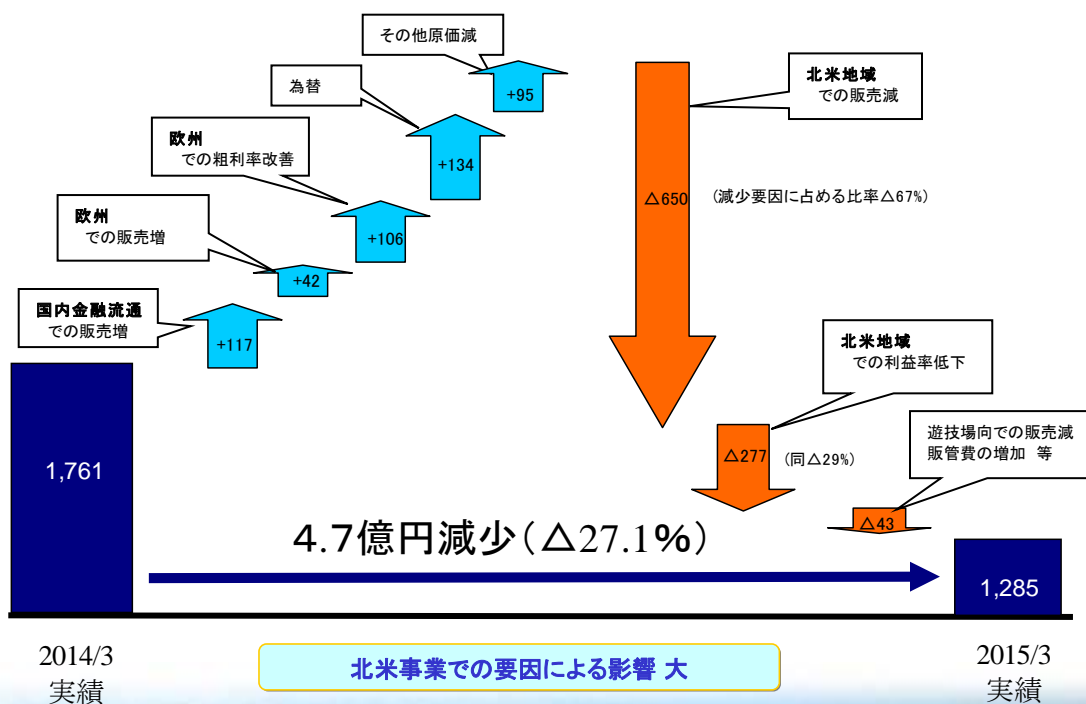 その他原価減
+95
為替
+134
欧州
での粗利率改善
+106
欧州
での販売増
+42
国内金融流通
での販売増
+117
北米地域
での販売減
△650
(減少要因に占める比率△67%)
北米地域
での利益率低下
△277
(同△29%)
遊技場向での販売減
販管費の増加 等
△43
1,761
4.7億円減少(△27.1%)
1,285
2014/3
実績
北米事業での要因による影響 大
2015/3
実績